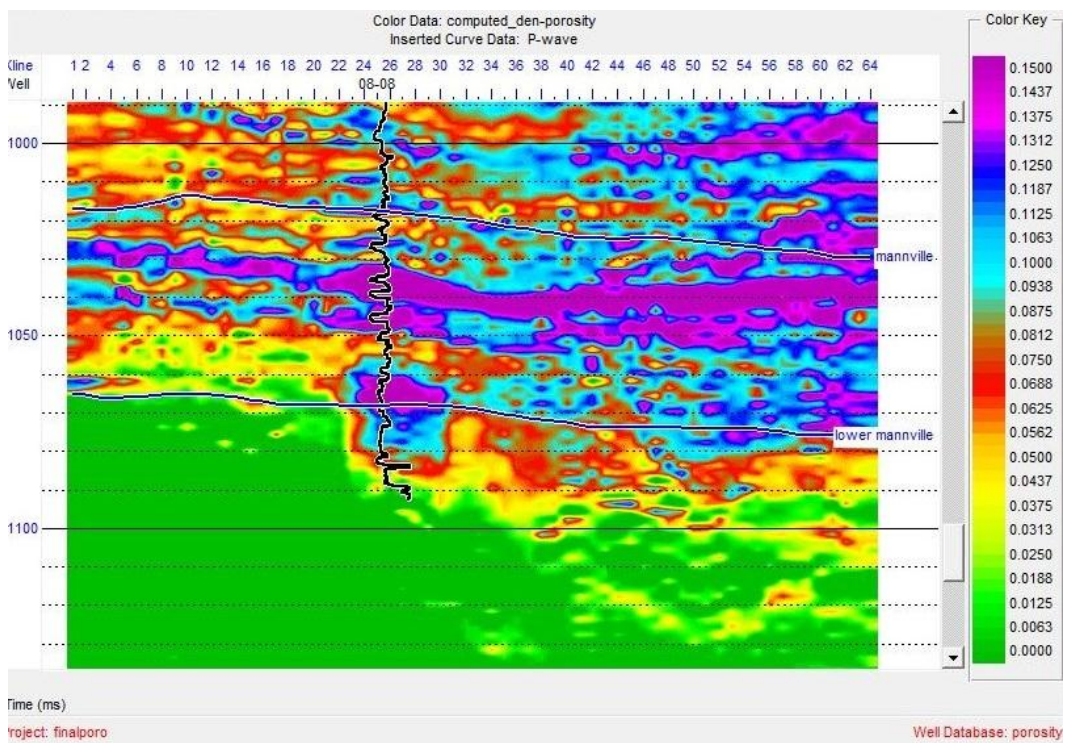 Color Data: computed_den-porosity
Inserted Curve Data: P-wave
Color Key
Xline 1 2 4 6 8 10 12 14 16 18 20 22 24 26 28 30 32 34 36 38 40 42 44 46 48 50 52 54 56 58 60 62 64
Well 08-08
1000
mannville
1050
lower mannville
1100
0.1500
0.1437
0.1375
0.1312
0.1250
0.1187
0.1125
0.1063
0.1000
0.0938
0.0875
0.0812
0.0750
0.0688
0.0625
0.0562
0.0500
0.0437
0.0375
0.0313
0.0250
0.0188
0.0125
0.0063
0.0000
Time (ms)
Project: finalporo
Well Database: porosity